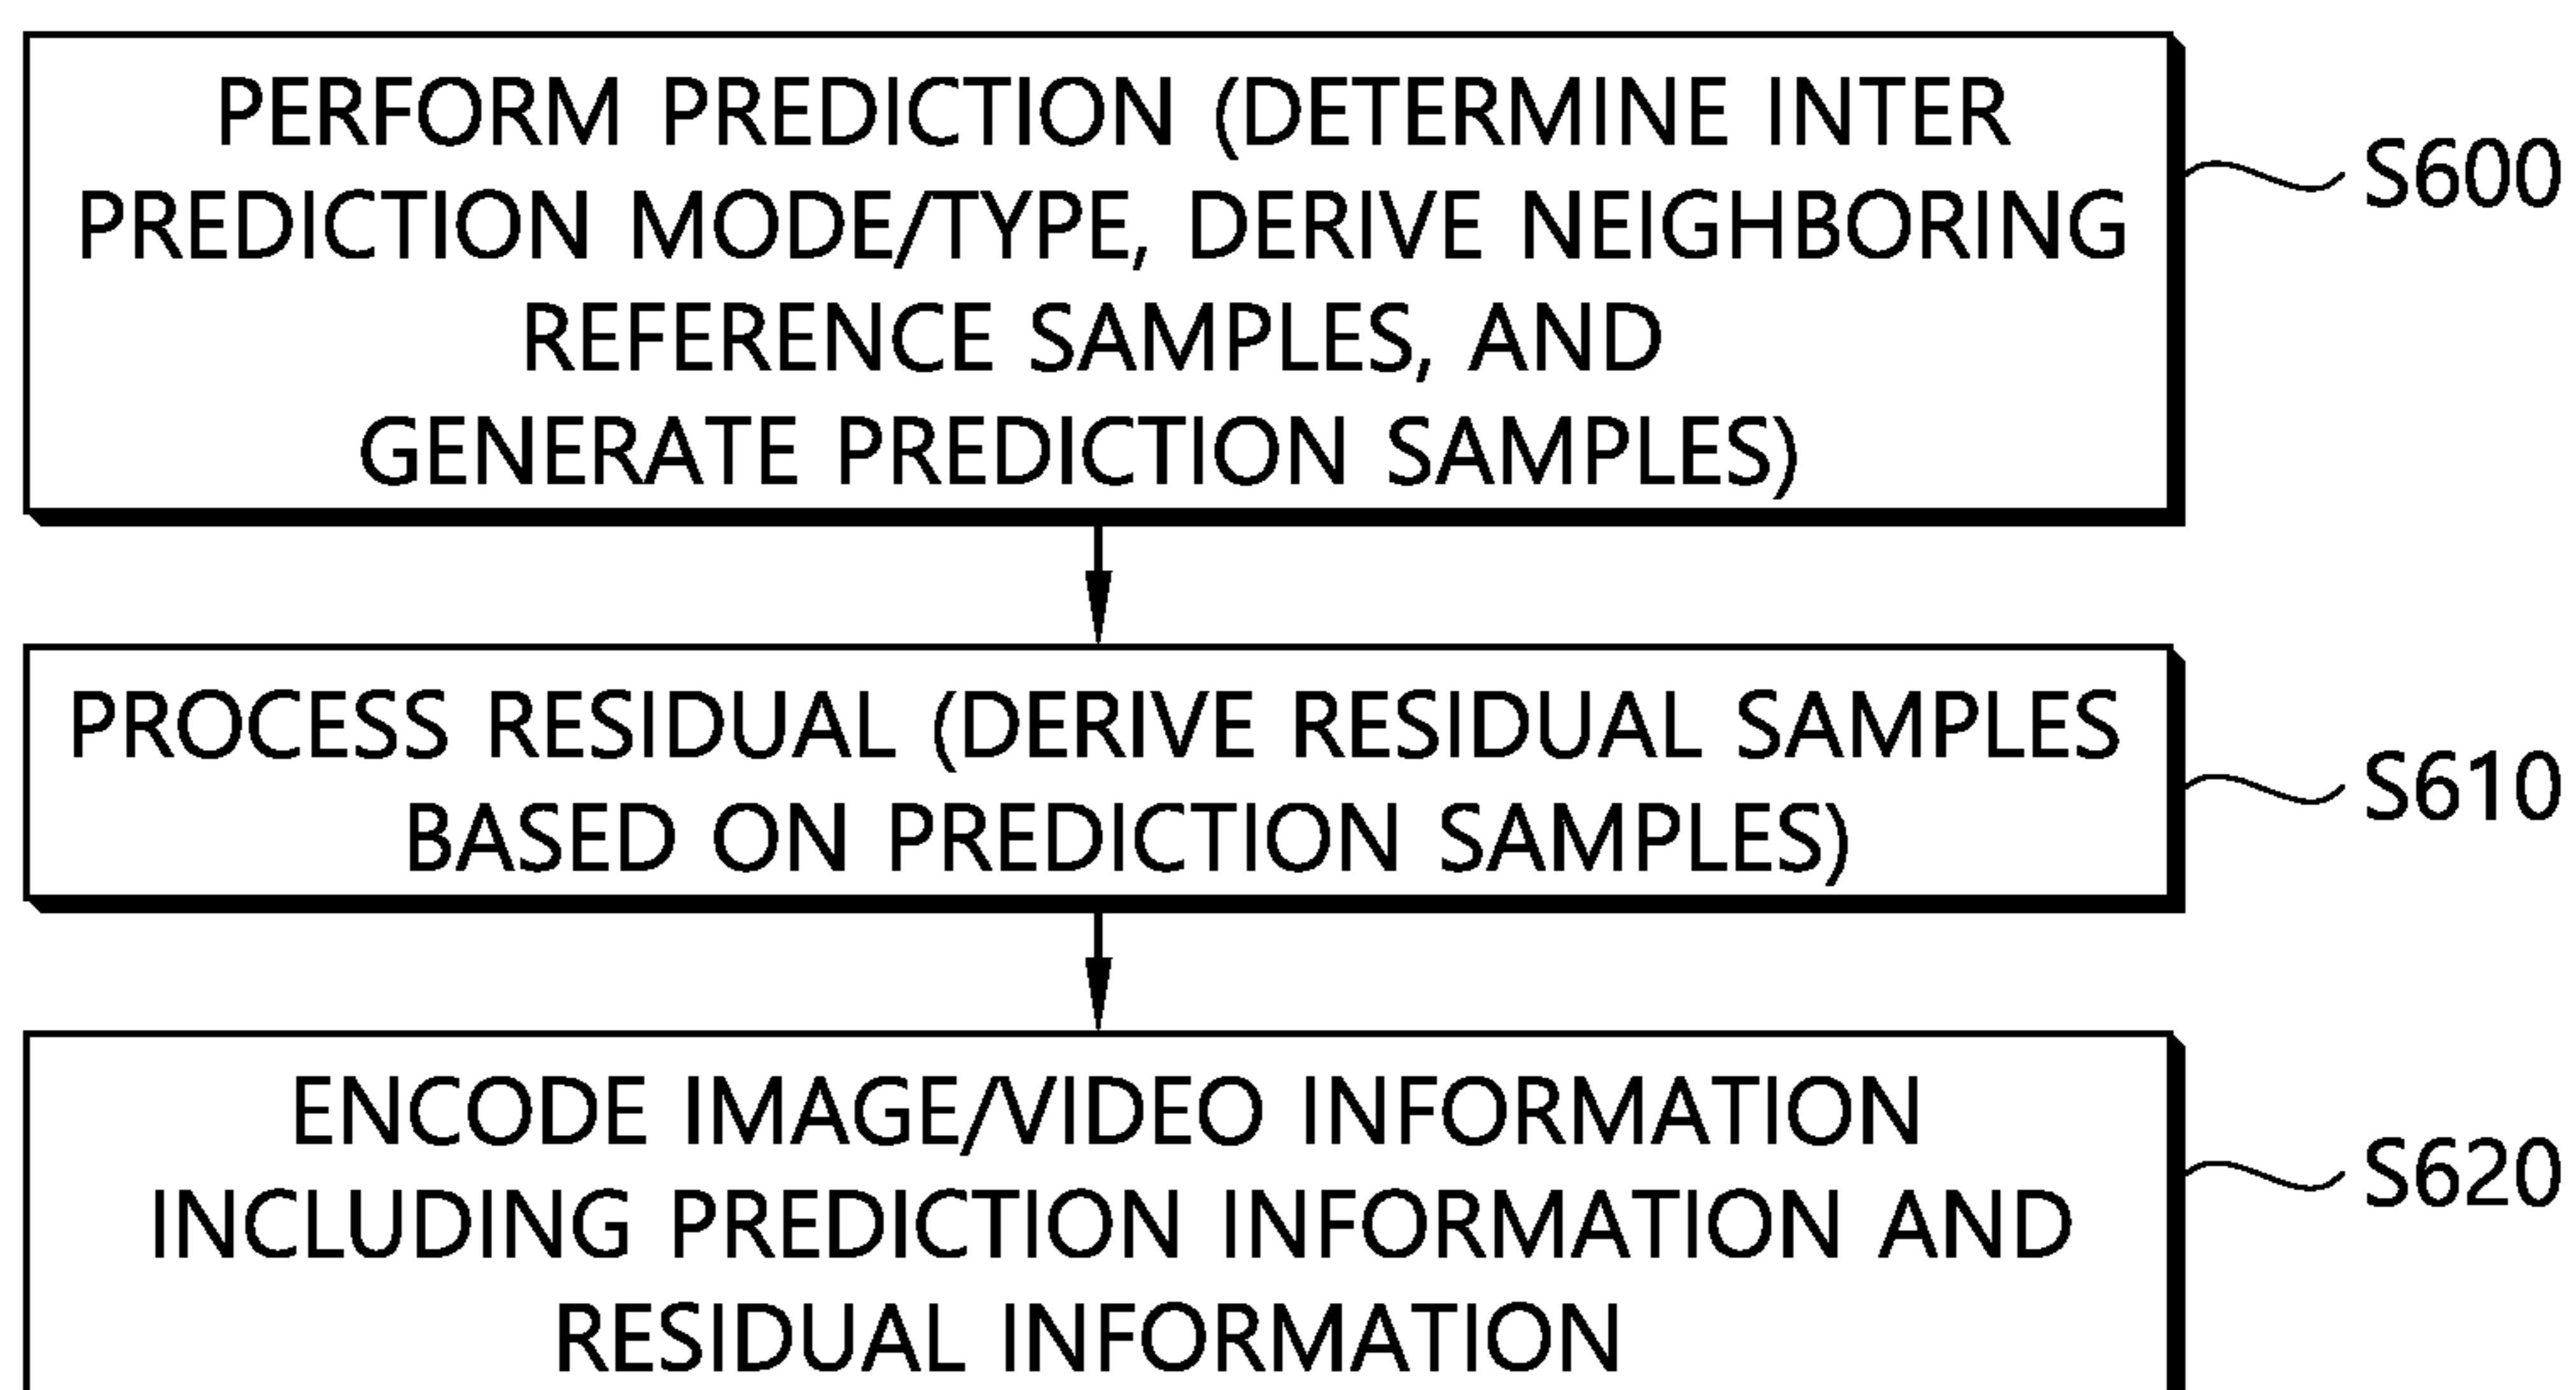 PERFORM PREDICTION (DETERMINE INTER
PREDICTION MODE/TYPE, DERIVE NEIGHBORING
REFERENCE SAMPLES, AND
GENERATE PREDICTION SAMPLES)
S600
PROCESS RESIDUAL (DERIVE RESIDUAL SAMPLES
BASED ON PREDICTION SAMPLES)
S610
ENCODE IMAGE/VIDEO INFORMATION
INCLUDING PREDICTION INFORMATION AND
RESIDUAL INFORMATION
S620